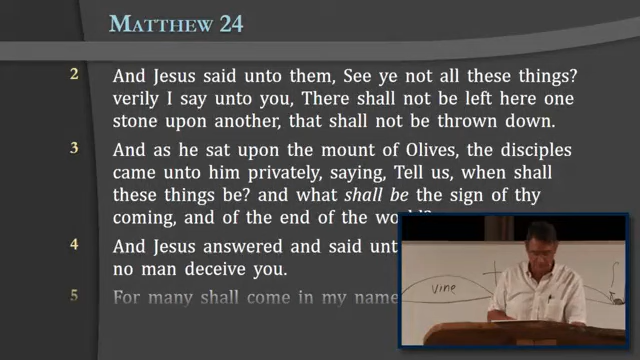 MATTHEW 24
2 And Jesus said unto them, See ye not all these things?
verily I say unto you, There shall not be left here one
stone upon another, that shall not be thrown down.
3 And as he sat upon the mount of Olives, the disciples
came unto him privately, saying, Tell us, when shall
these things be? and what shall be the sign of thy
coming, and of the end of the world?
4 And Jesus answered and said unt
no man deceive you.
5 For many shall come in my name
vine